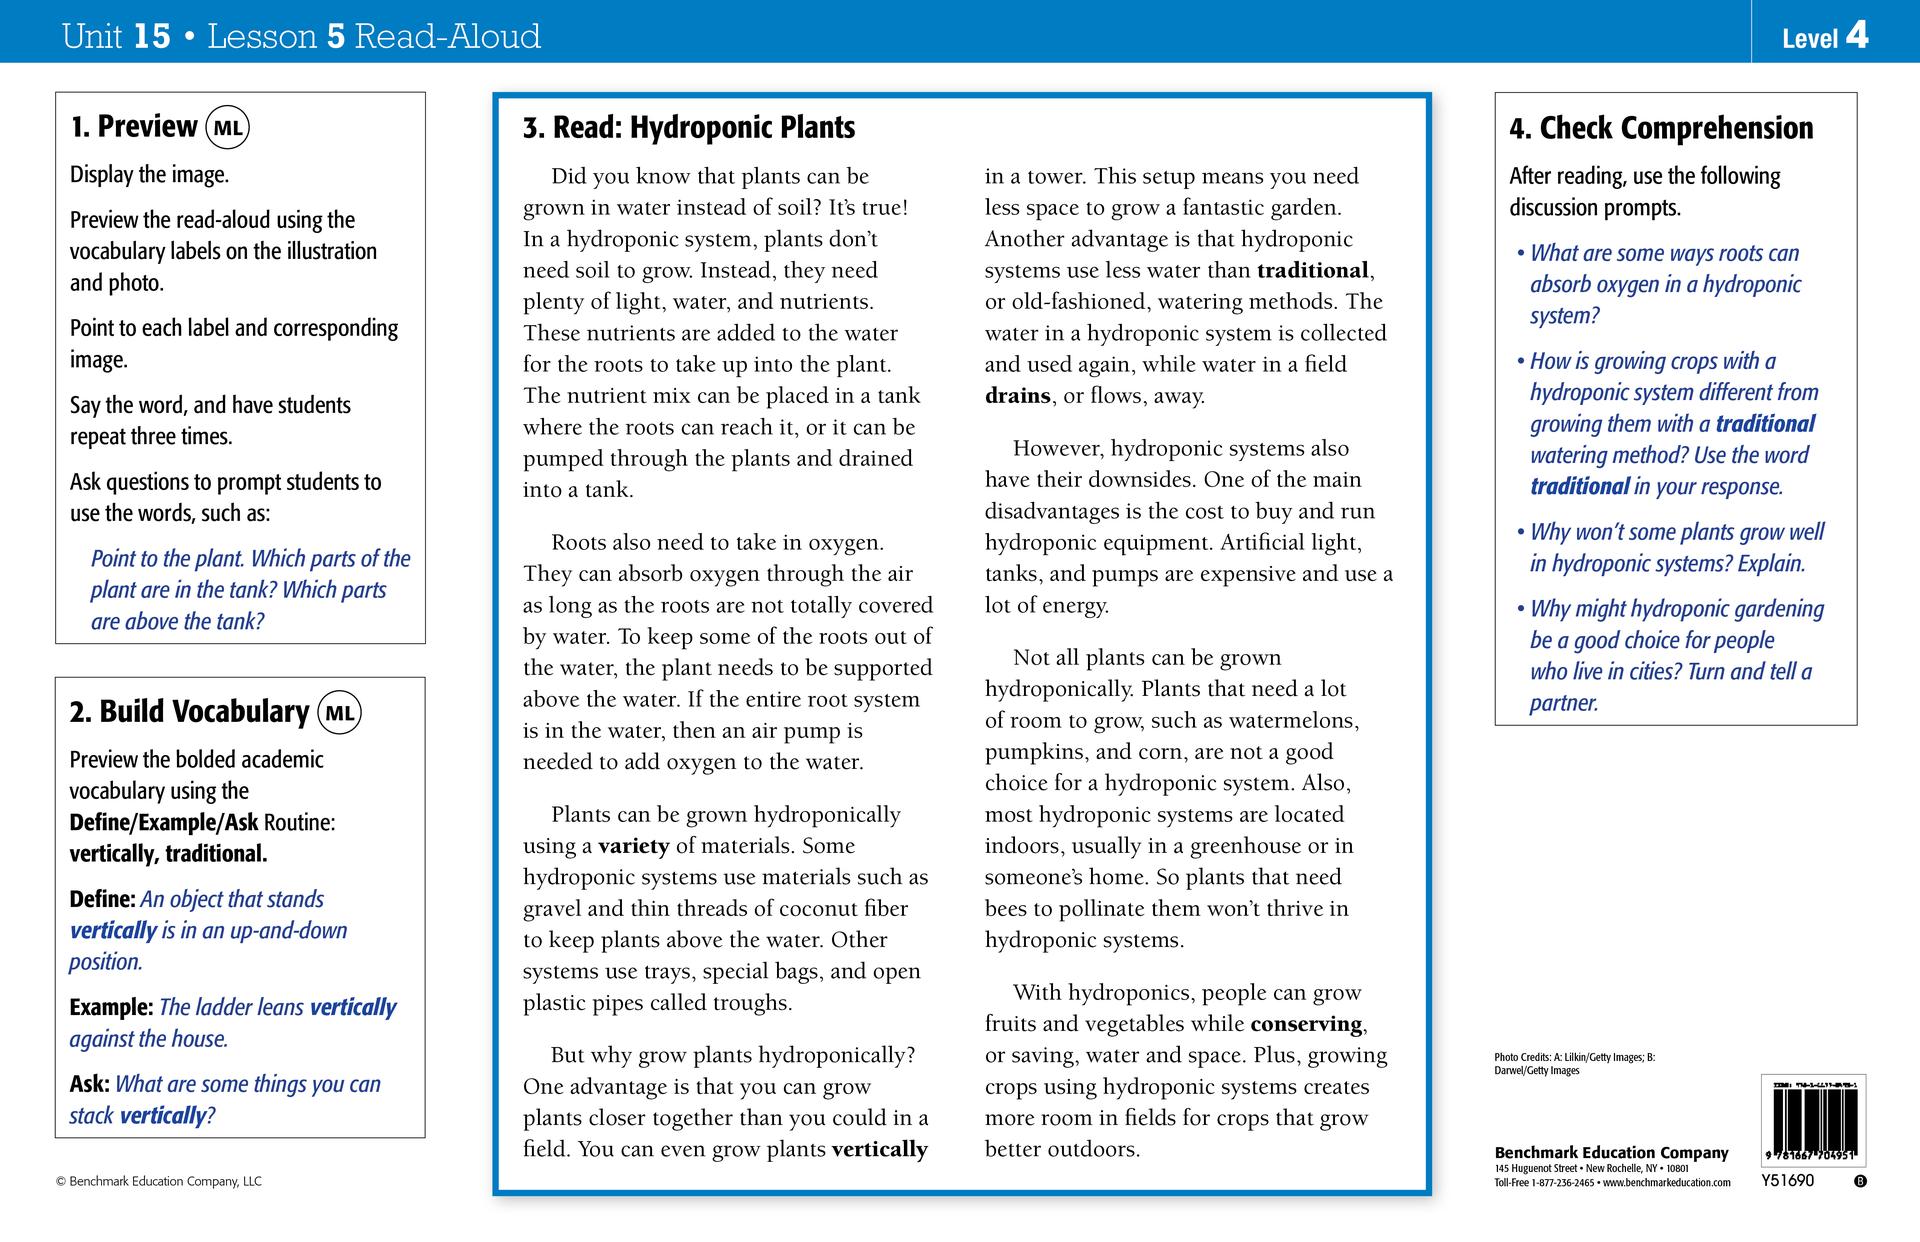 Unit 15 • Lesson 5 Read-Aloud
Level 4
1. Preview ML
Display the image.
Preview the read-aloud using the
vocabulary labels on the illustration
and photo.
Point to each label and corresponding
image.
Say the word, and have students
repeat three times.
Ask questions to prompt students to
use the words, such as:
Point to the plant. Which parts of the
plant are in the tank? Which parts
are above the tank?
2. Build Vocabulary ML
Preview the bolded academic
vocabulary using the
Define/Example/Ask Routine:
vertically, traditional.
Define: An object that stands
vertically is in an up-and-down
position.
Example: The ladder leans vertically
against the house.
Ask: What are some things you can
stack vertically?
© Benchmark Education Company, LLC
3. Read: Hydroponic Plants
Did you know that plants can be
grown in water instead of soil? It’s true!
In a hydroponic system, plants don’t
need soil to grow. Instead, they need
plenty of light, water, and nutrients.
These nutrients are added to the water
for the roots to take up into the plant.
The nutrient mix can be placed in a tank
where the roots can reach it, or it can be
pumped through the plants and drained
into a tank.
Roots also need to take in oxygen.
They can absorb oxygen through the air
as long as the roots are not totally covered
by water. To keep some of the roots out of
the water, the plant needs to be supported
above the water. If the entire root system
is in the water, then an air pump is
needed to add oxygen to the water.
Plants can be grown hydroponically
using a variety of materials. Some
hydroponic systems use materials such as
gravel and thin threads of coconut fiber
to keep plants above the water. Other
systems use trays, special bags, and open
plastic pipes called troughs.
But why grow plants hydroponically?
One advantage is that you can grow
plants closer together than you could in a
field. You can even grow plants vertically
in a tower. This setup means you need
less space to grow a fantastic garden.
Another advantage is that hydroponic
systems use less water than traditional,
or old-fashioned, watering methods. The
water in a hydroponic system is collected
and used again, while water in a field
drains, or flows, away.
However, hydroponic systems also
have their downsides. One of the main
disadvantages is the cost to buy and run
hydroponic equipment. Artificial light,
tanks, and pumps are expensive and use a
lot of energy.
Not all plants can be grown
hydroponically. Plants that need a lot
of room to grow, such as watermelons,
pumpkins, and corn, are not a good
choice for a hydroponic system. Also,
most hydroponic systems are located
indoors, usually in a greenhouse or in
someone’s home. So plants that need
bees to pollinate them won’t thrive in
hydroponic systems.
With hydroponics, people can grow
fruits and vegetables while conserving,
or saving, water and space. Plus, growing
crops using hydroponic systems creates
more room in fields for crops that grow
better outdoors.
4. Check Comprehension
After reading, use the following
discussion prompts.
• What are some ways roots can
absorb oxygen in a hydroponic
system?
• How is growing crops with a
hydroponic system different from
growing them with a traditional
watering method? Use the word
traditional in your response.
• Why won’t some plants grow well
in hydroponic systems? Explain.
• Why might hydroponic gardening
be a good choice for people
who live in cities? Turn and tell a
partner.
Photo Credits: A: Lilkin/Getty Images; B:
Darwel/Getty Images
Benchmark Education Company
145 Huguenot Street • New Rochelle, NY • 10801
Toll-Free 1-877-236-2465 • www.benchmarkeducation.com
9 781667 704951
Y51690
B